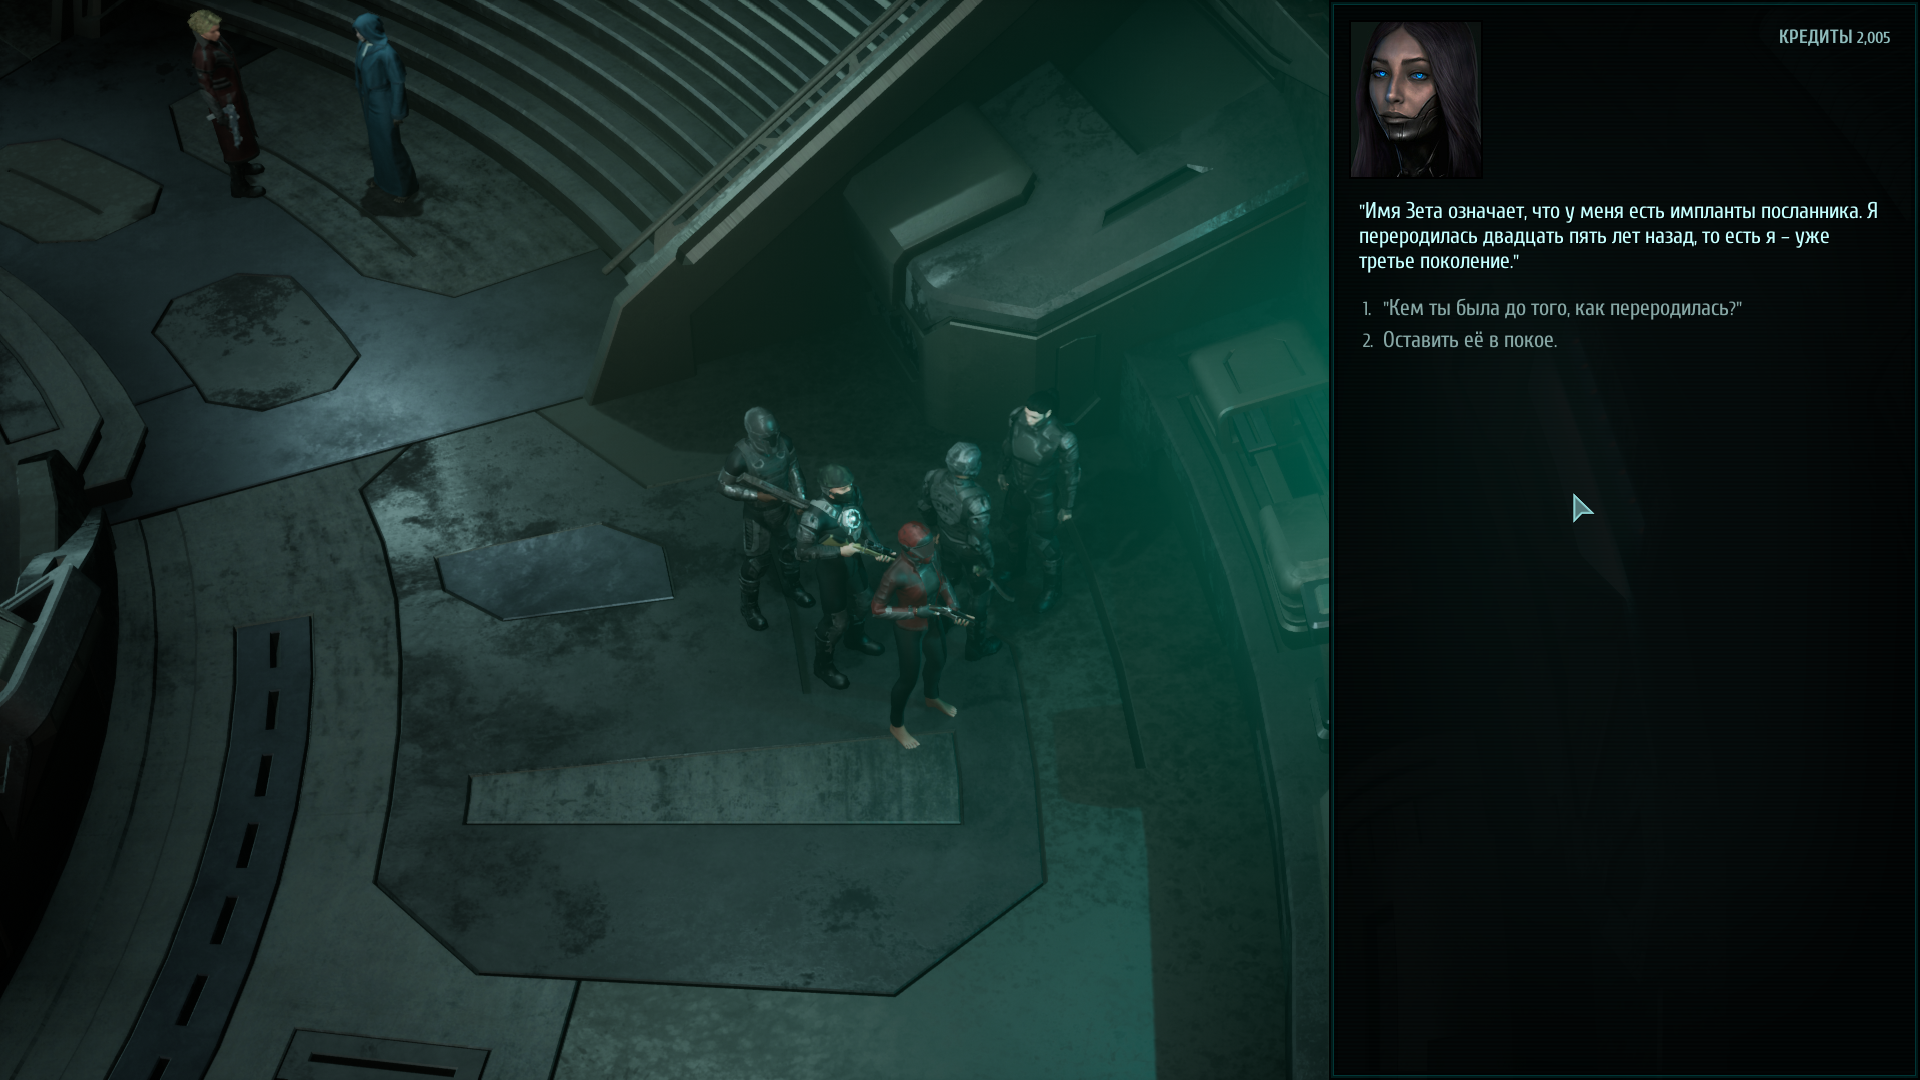 КРЕДИТЫ 2,005
"Имя Зета означает, что у меня есть импланты посланника. Я
переродилась двадцать пять лет назад, то есть я – уже
третье поколение."
1. "Кем ты была до того, как переродилась?"
2. Оставить её в покое.